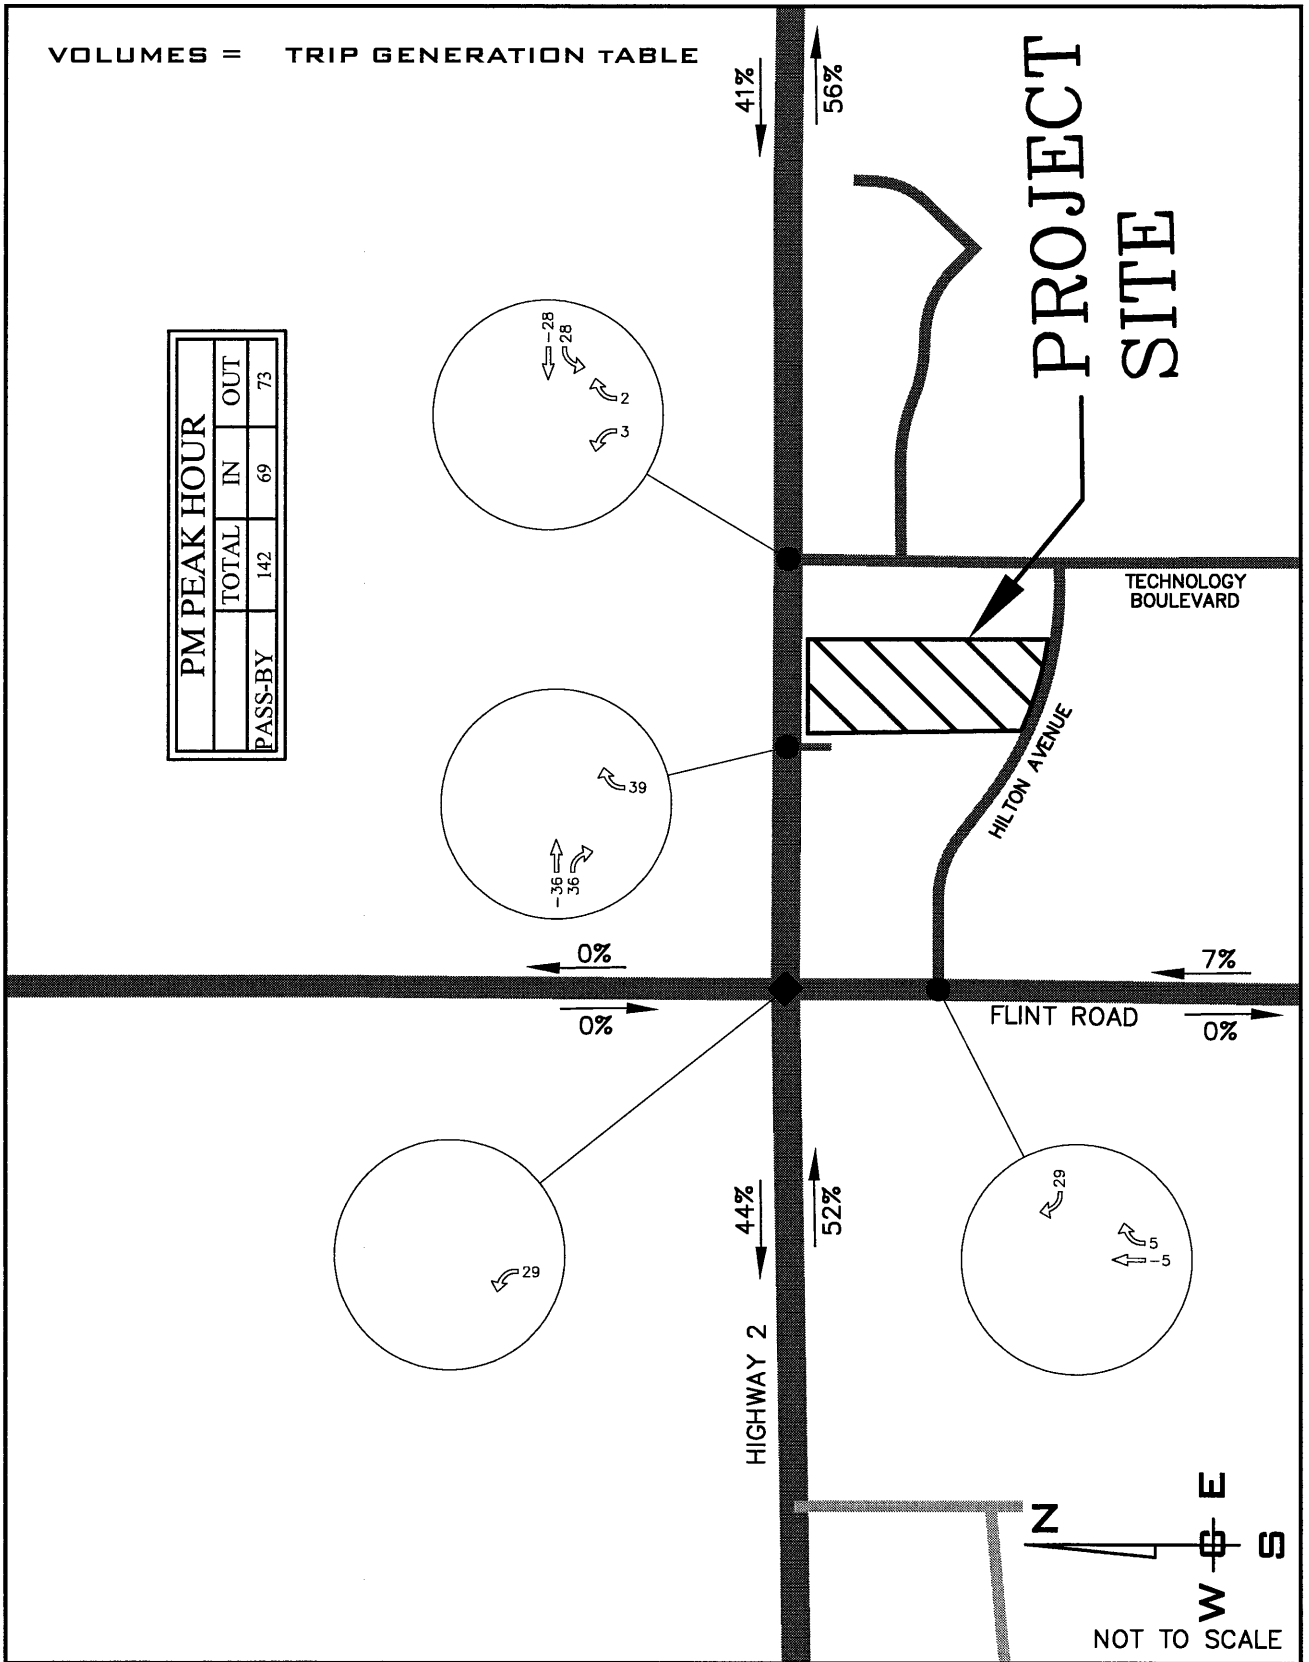 VOLUMES = TRIP GENERATION TABLE
41%
56%
PROJECT
SITE
PM PEAK HOUR
TOTAL IN OUT
PASS-BY 142 69 73
-28
28
2
3
TECHNOLOGY
BOULEVARD
39
-36
36
HILTON AVENUE
0%
0%
7%
FLINT ROAD
0%
29
44%
52%
29
5
-5
HIGHWAY 2
N
W E
S
NOT TO SCALE